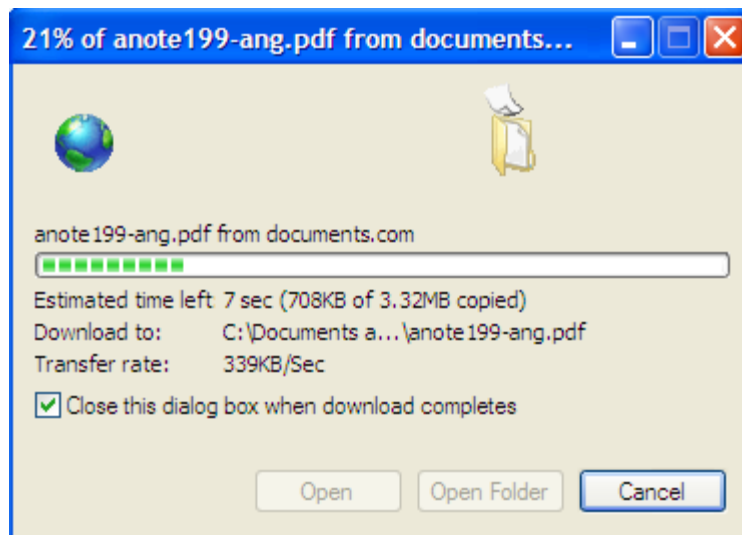 21% of anote199-ang.pdf from documents...
anote199-ang.pdf from documents.com
Estimated time left 7 sec (708KB of 3.32MB copied)
Download to: C:\Documents a...\anote199-ang.pdf
Transfer rate: 339KB/Sec
Close this dialog box when download completes
Open Open Folder Cancel